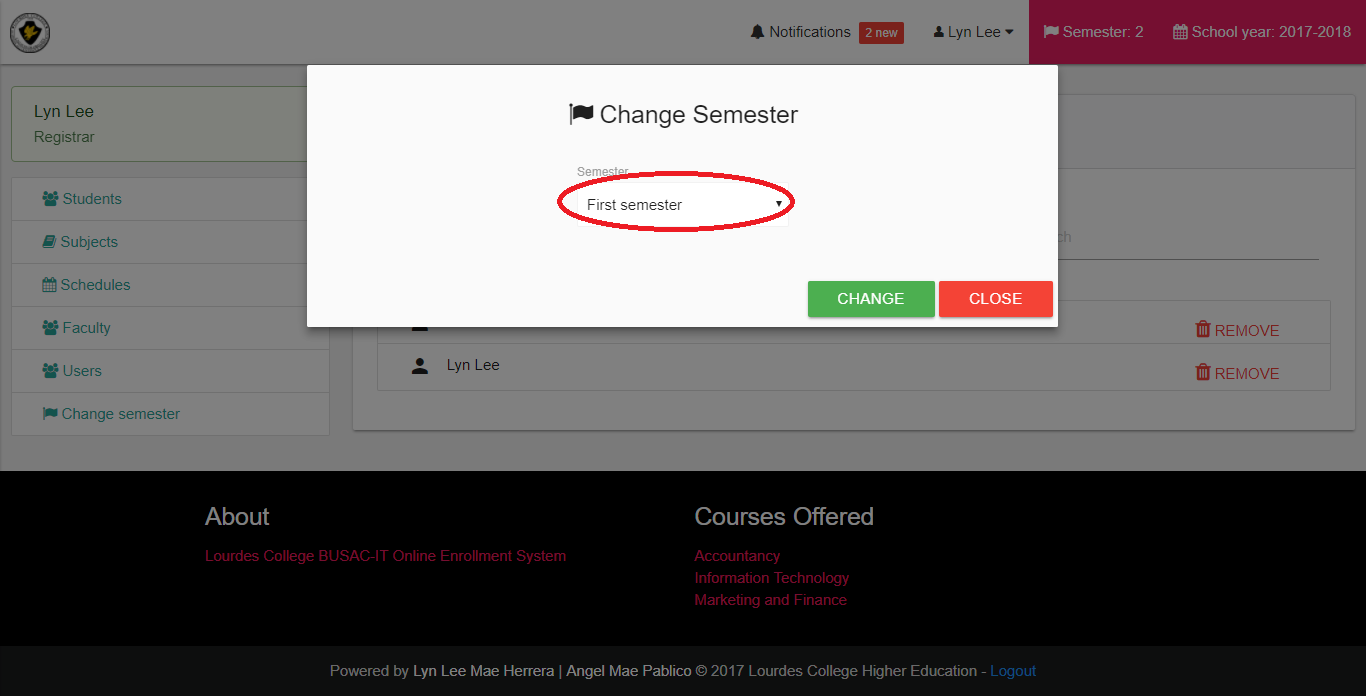 Notifications 2 new Lyn Lee Semester: 2 School year: 2017-2018
Lyn Lee
Registrar
Change Semester
Semester
First semester
Students
Subjects
Schedules
Faculty
Users
Change semester
CHANGE CLOSE
REMOVE
Lyn Lee REMOVE
About
Lourdes College BUSAC-IT Online Enrollment System
Courses Offered
Accountancy
Information Technology
Marketing and Finance
Powered by Lyn Lee Mae Herrera | Angel Mae Pablico © 2017 Lourdes College Higher Education - Logout